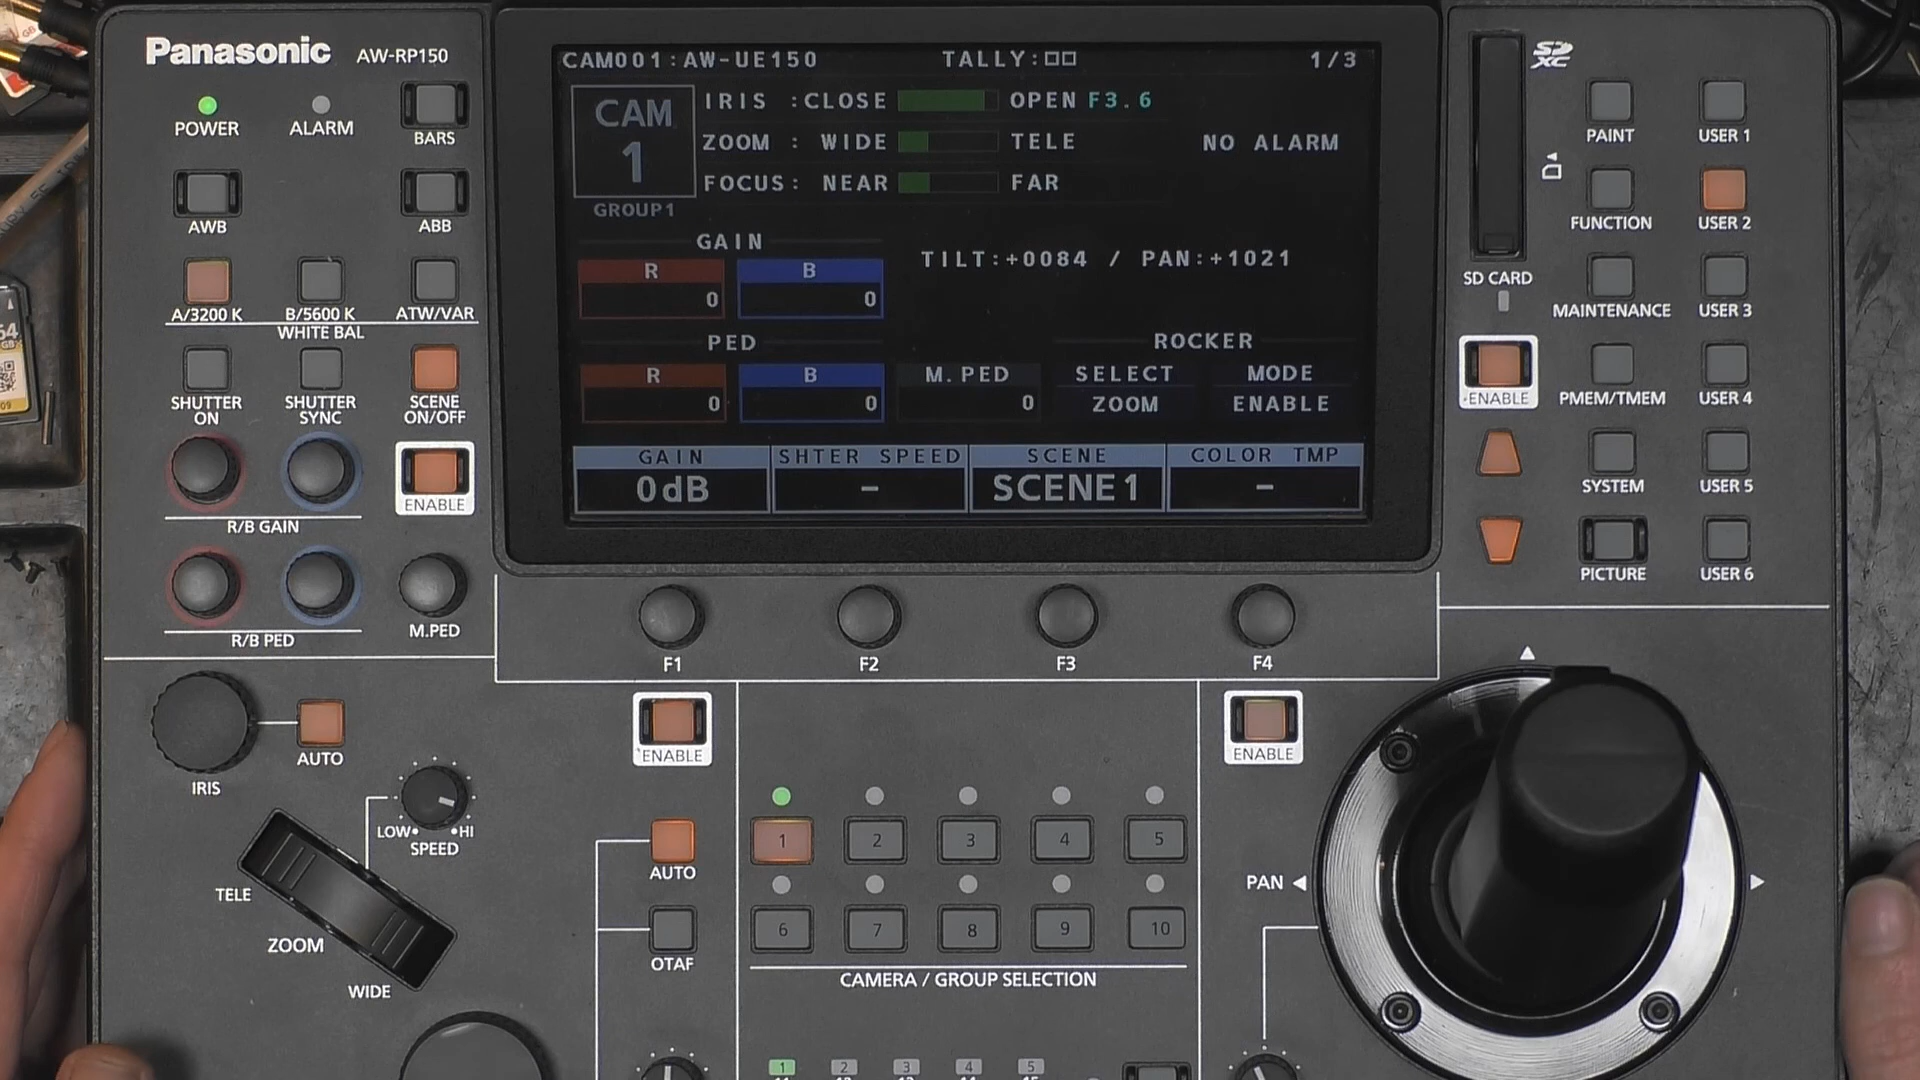 Panasonic AW-RP150
POWER
ALARM
BARS
AWB
ABB
A/3200 K
B/5600 K
ATW/VAR
WHITE BAL
SHUTTER
ON
SHUTTER
SYNC
SCENE
ON/OFF
R/B GAIN
ENABLE
R/B PED
M.PED
CAM001:AW-UE150 TALLY:□□ 1/3
CAM
1
GROUP1
IRIS :CLOSE OPEN F3.6
ZOOM : WIDE TELE
FOCUS: NEAR FAR
NO ALARM
GAIN
R B
0 0
TILT:+0084 / PAN:+1021
PED
R B M.PED
0 0 0
ROCKER
SELECT MODE
ZOOM ENABLE
GAIN SHTER SPEED SCENE COLOR TMP
0dB – SCENE1 –
F1 F2 F3 F4
SDXC
SD CARD
ENABLE
PAINT USER 1
FUNCTION USER 2
MAINTENANCE USER 3
PMEM/TMEM USER 4
SYSTEM USER 5
PICTURE USER 6
IRIS
AUTO
LOW HI
SPEED
TELE
ZOOM
WIDE
ENABLE
AUTO
OTAF
1 2 3 4 5
6 7 8 9 10
CAMERA / GROUP SELECTION
1 2 3 4 5
ENABLE
PAN